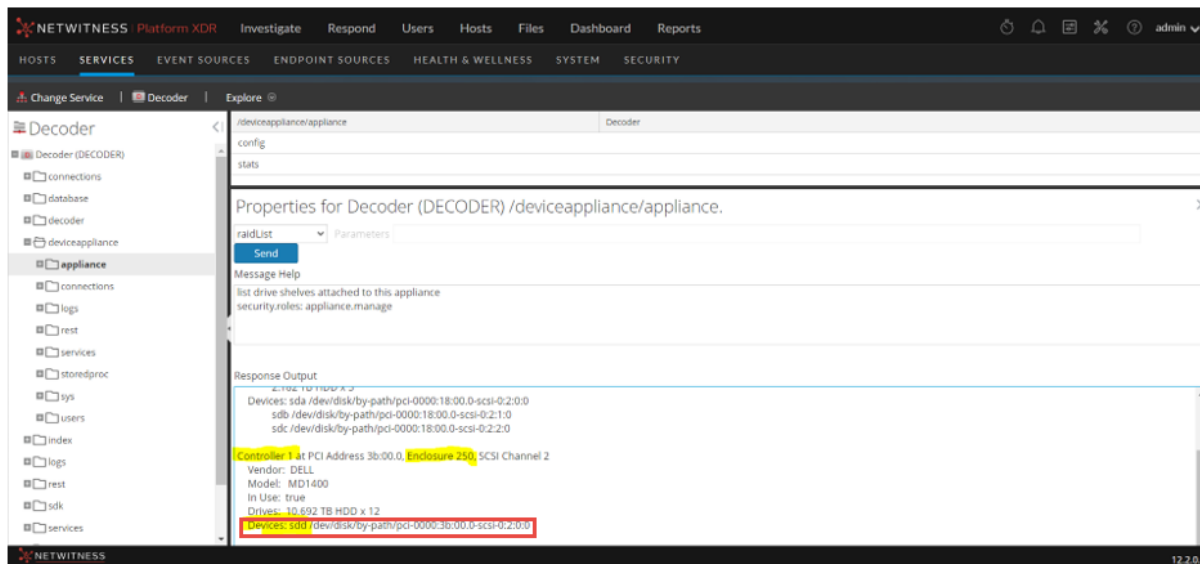 NETWITNESS Platform XDR Investigate Respond Users Hosts Files Dashboard Reports admin
HOSTS SERVICES EVENT SOURCES ENDPOINT SOURCES HEALTH & WELLNESS SYSTEM SECURITY
Change Service | Decoder | Explore
Decoder
Decoder (DECODER)
connections
database
decoder
deviceappliance
appliance
connections
logs
rest
services
storedproc
sys
users
index
logs
rest
sdk
services
/deviceappliance/appliance Decoder
config
stats
Properties for Decoder (DECODER) /deviceappliance/appliance.
raidList Parameters
Send
Message Help
list drive shelves attached to this appliance
security.roles: appliance.manage
Response Output
Devices: sda /dev/disk/by-path/pci-0000:18:00.0-scsi-0:2:0:0
sdb /dev/disk/by-path/pci-0000:18:00.0-scsi-0:2:1:0
sdc /dev/disk/by-path/pci-0000:18:00.0-scsi-0:2:2:0
Controller 1 at PCI Address 3b:00.0, Enclosure 250, SCSI Channel 2
Vendor: DELL
Model: MD1400
In Use: true
Drives: 10.692 TB HDD x 12
Devices: sdd /dev/disk/by-path/pci-0000:3b:00.0-scsi-0:2:0:0
NETWITNESS 12.2.0